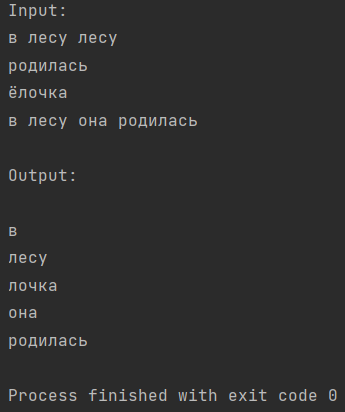 Input:
в лесу лесу
родилась
ёлочка
в лесу она родилась
Output:
в
лесу
лочка
она
родилась
Process finished with exit code 0